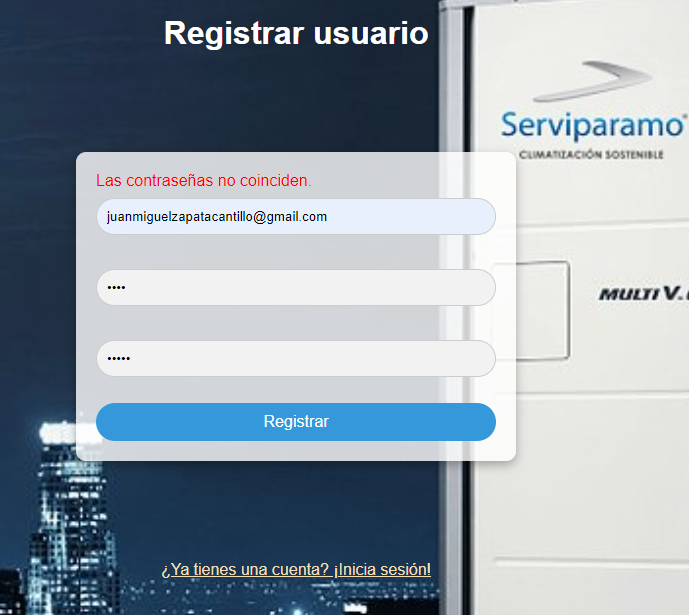 Registrar usuario
Serviparamo
CLIMATIZACIÓN SOSTENIBLE
Las contraseñas no coinciden.
juanmiguelzapatacantillo@gmail.com
••••
MULTI V.
•••••
Registrar
¿Ya tienes una cuenta? ¡Inicia sesión!